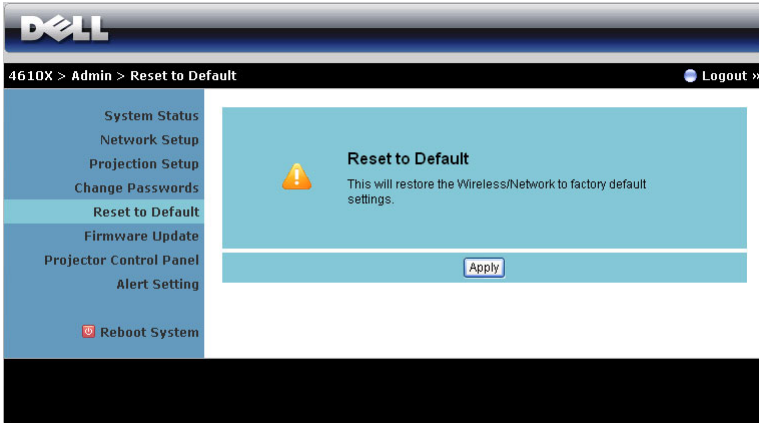 DELL
4610X > Admin > Reset to Default
Logout »
System Status
Network Setup
Projection Setup
Change Passwords
Reset to Default
Firmware Update
Projector Control Panel
Alert Setting
Reboot System
Reset to Default
This will restore the Wireless/Network to factory default
settings.
Apply